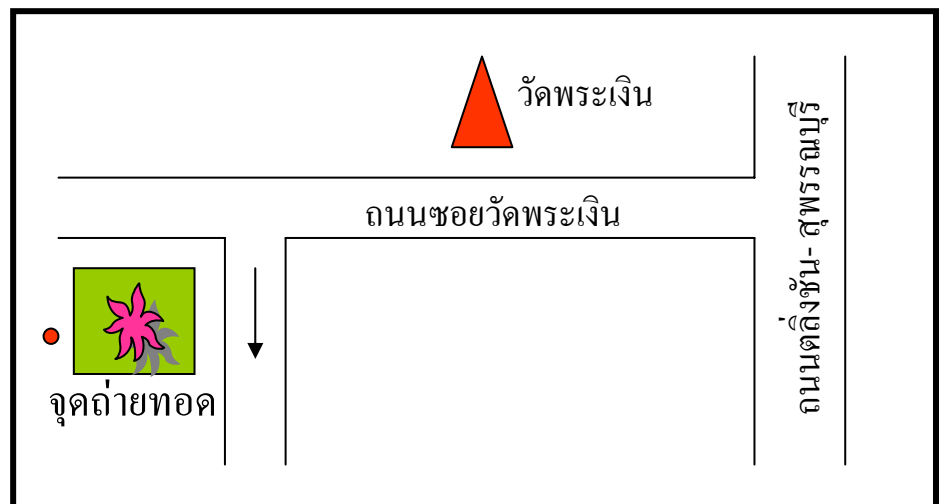 วัดพระเงิน
ถนนซอยวัดพระเงิน
ถนนตลิ่งชัน- สุพรรณบุรี
จุดถ่ายทอด